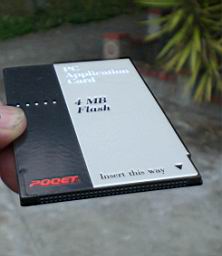 PC
Application
Card
4 MB
Flash
POQET
Insert this way